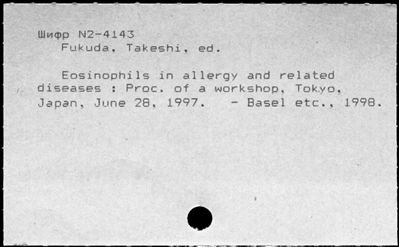 Шифр N2-4143
Fukuda, Takeshi, ed.
Eosinophils in allergy and related
diseases : Proc. of a workshop, Tokyo,
Japan, June 28, 1997. - Basel etc., 1998.